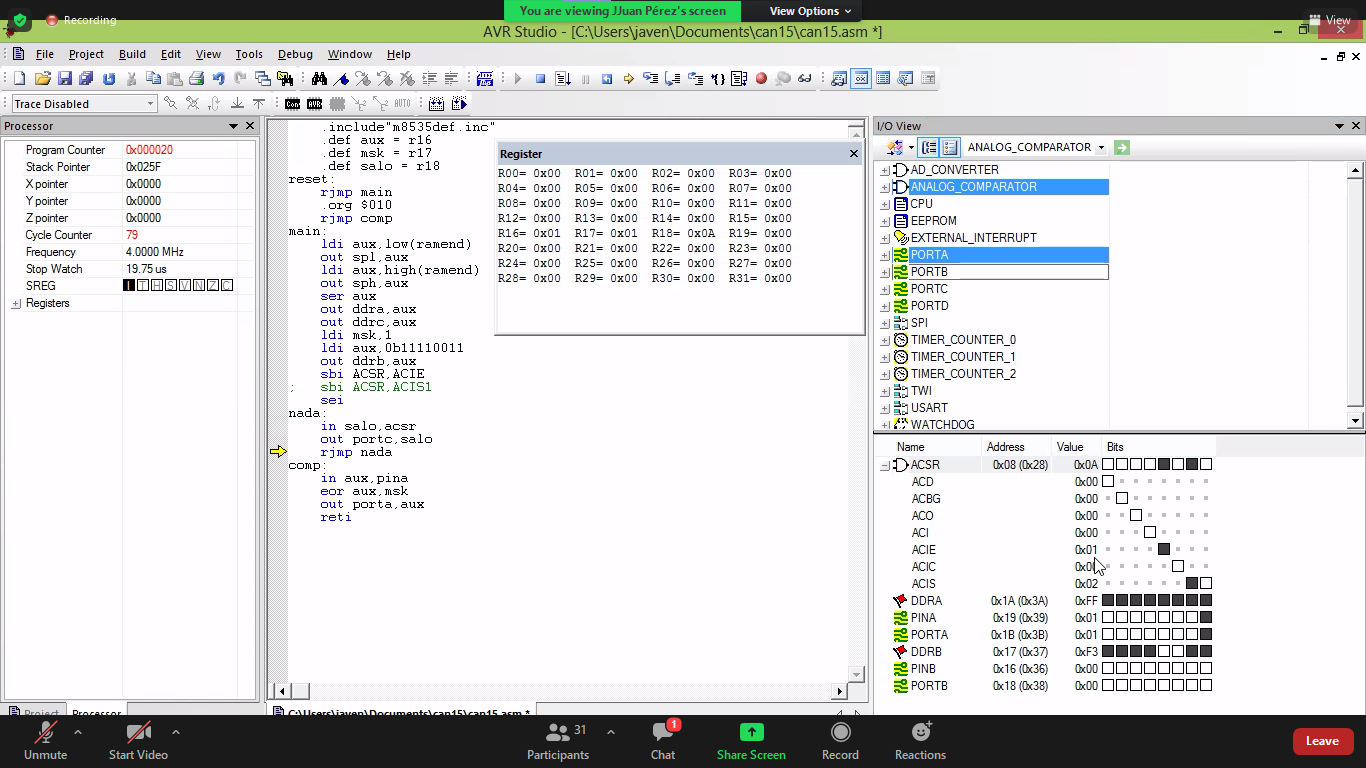 Recording
You are viewing JJuan Pérez's screen
View Options
View
AVR Studio - [C:\Users\javen\Documents\can15\can15.asm *]
File Project Build Edit View Tools Debug Window Help
Trace Disabled
Con AVR AUTO
Processor
Program Counter 0x000020
Stack Pointer 0x025F
X pointer 0x0000
Y pointer 0x0000
Z pointer 0x0000
Cycle Counter 79
Frequency 4.0000 MHz
Stop Watch 19.75 us
SREG I T H S V N Z C
Registers
Project Processor
.include"m8535def.inc"
.def aux = r16
.def msk = r17
.def salo = r18
reset:
rjmp main
.org $010
rjmp comp
main:
ldi aux,low(ramend)
out spl,aux
ldi aux,high(ramend)
out sph,aux
ser aux
out ddra,aux
out ddrc,aux
ldi msk,1
ldi aux,0b11110011
out ddrb,aux
sbi ACSR,ACIE
; sbi ACSR,ACIS1
sei
nada:
in salo,acsr
out portc,salo
rjmp nada
comp:
in aux,pina
eor aux,msk
out porta,aux
reti
C:\Users\javen\Documents\can15\can15.asm *
Register
R00= 0x00 R01= 0x00 R02= 0x00 R03= 0x00
R04= 0x00 R05= 0x00 R06= 0x00 R07= 0x00
R08= 0x00 R09= 0x00 R10= 0x00 R11= 0x00
R12= 0x00 R13= 0x00 R14= 0x00 R15= 0x00
R16= 0x01 R17= 0x01 R18= 0x0A R19= 0x00
R20= 0x00 R21= 0x00 R22= 0x00 R23= 0x00
R24= 0x00 R25= 0x00 R26= 0x00 R27= 0x00
R28= 0x00 R29= 0x00 R30= 0x00 R31= 0x00
I/O View
ANALOG_COMPARATOR
AD_CONVERTER
ANALOG_COMPARATOR
CPU
EEPROM
EXTERNAL_INTERRUPT
PORTA
PORTB
PORTC
PORTD
SPI
TIMER_COUNTER_0
TIMER_COUNTER_1
TIMER_COUNTER_2
TWI
USART
WATCHDOG
Name Address Value Bits
ACSR 0x08 (0x28) 0x0A
ACD 0x00
ACBG 0x00
ACO 0x00
ACI 0x00
ACIE 0x01
ACIC 0x00
ACIS 0x02
DDRA 0x1A (0x3A) 0xFF
PINA 0x19 (0x39) 0x01
PORTA 0x1B (0x3B) 0x01
DDRB 0x17 (0x37) 0xF3
PINB 0x16 (0x36) 0x00
PORTB 0x18 (0x38) 0x00
Unmute
Start Video
Participants 31
Chat 1
Share Screen
Record
Reactions
Leave